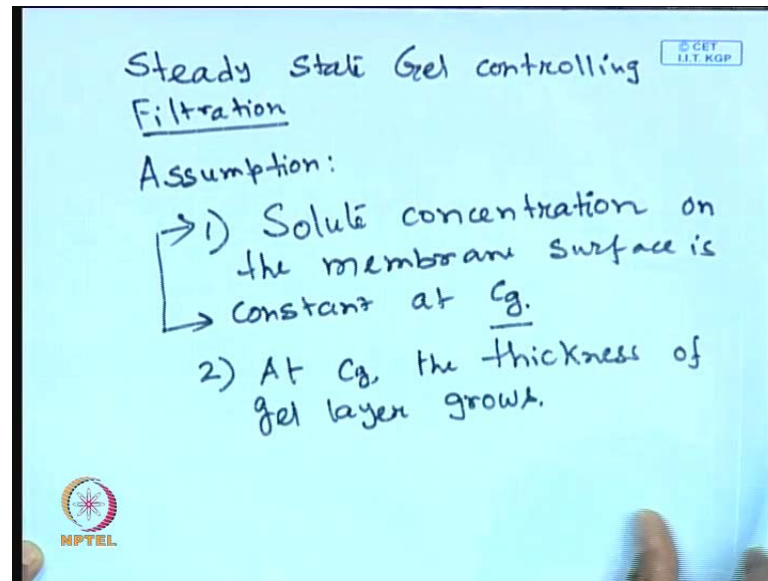 Steady State Gel controlling
Filtration
© CET
I.I.T. KGP
Assumption:
→ 1) Solute concentration on
the membrane surface is
→ constant at Cg.
2) At Cg, the thickness of
gel layer grows.
NPTEL